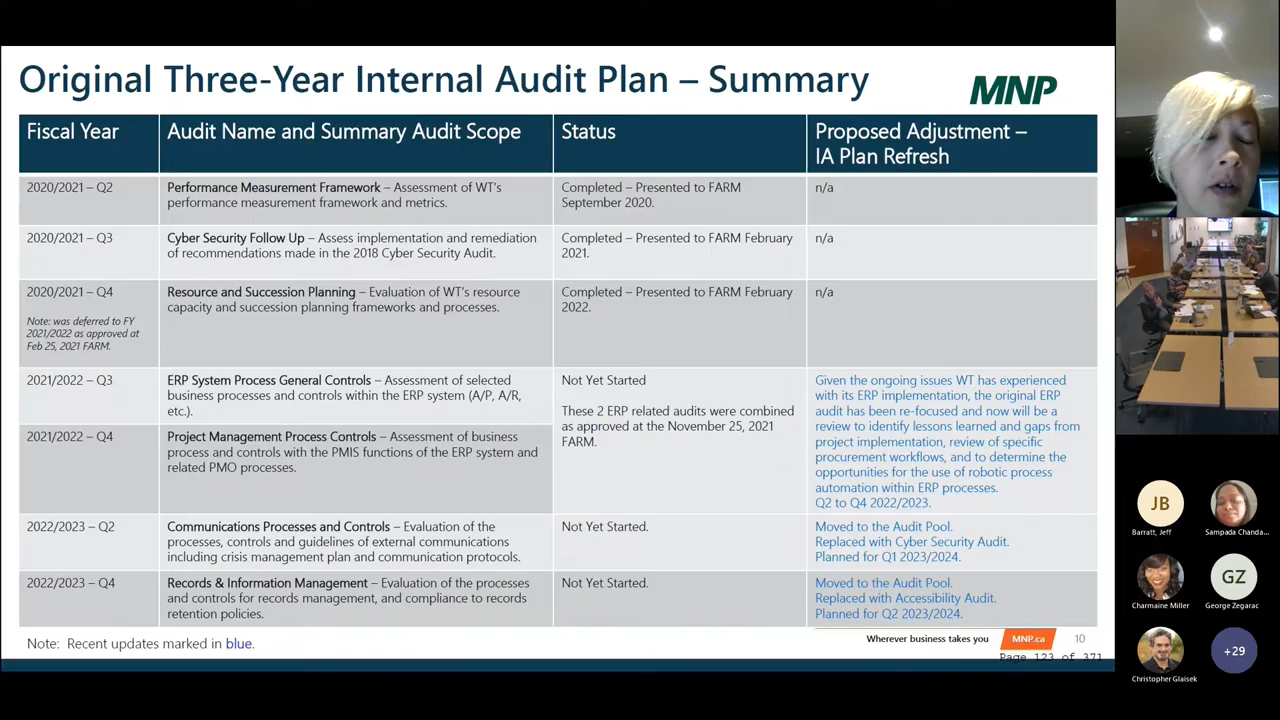 Original Three-Year Internal Audit Plan – Summary
MNP
Fiscal Year
Audit Name and Summary Audit Scope
Status
Proposed Adjustment –
IA Plan Refresh
2020/2021 – Q2
Performance Measurement Framework – Assessment of WT's
performance measurement framework and metrics.
Completed – Presented to FARM
September 2020.
n/a
2020/2021 – Q3
Cyber Security Follow Up – Assess implementation and remediation
of recommendations made in the 2018 Cyber Security Audit.
Completed – Presented to FARM February
2021.
n/a
2020/2021 – Q4
Note: was deferred to FY
2021/2022 as approved at
Feb 25, 2021 FARM.
Resource and Succession Planning – Evaluation of WT's resource
capacity and succession planning frameworks and processes.
Completed – Presented to FARM February
2022.
n/a
2021/2022 – Q3
ERP System Process General Controls – Assessment of selected
business processes and controls within the ERP system (A/P, A/R,
etc.).
Not Yet Started
These 2 ERP related audits were combined
as approved at the November 25, 2021
FARM.
Given the ongoing issues WT has experienced
with its ERP implementation, the original ERP
audit has been re-focused and now will be a
review to identify lessons learned and gaps from
project implementation, review of specific
procurement workflows, and to determine the
opportunities for the use of robotic process
automation within ERP processes.
Q2 to Q4 2022/2023.
2021/2022 – Q4
Project Management Process Controls – Assessment of business
process and controls with the PMIS functions of the ERP system and
related PMO processes.
2022/2023 – Q2
Communications Processes and Controls – Evaluation of the
processes, controls and guidelines of external communications
including crisis management plan and communication protocols.
Not Yet Started.
Moved to the Audit Pool.
Replaced with Cyber Security Audit.
Planned for Q1 2023/2024.
2022/2023 – Q4
Records & Information Management – Evaluation of the processes
and controls for records management, and compliance to records
retention policies.
Not Yet Started.
Moved to the Audit Pool.
Replaced with Accessibility Audit.
Planned for Q2 2023/2024.
Note: Recent updates marked in blue.
Wherever business takes you
MNP.ca
10
Page 123 of 371
JB
Barratt, Jeff
Sampada Chanda...
Charmaine Miller
GZ
George Zegarac
Christopher Glaisek
+29